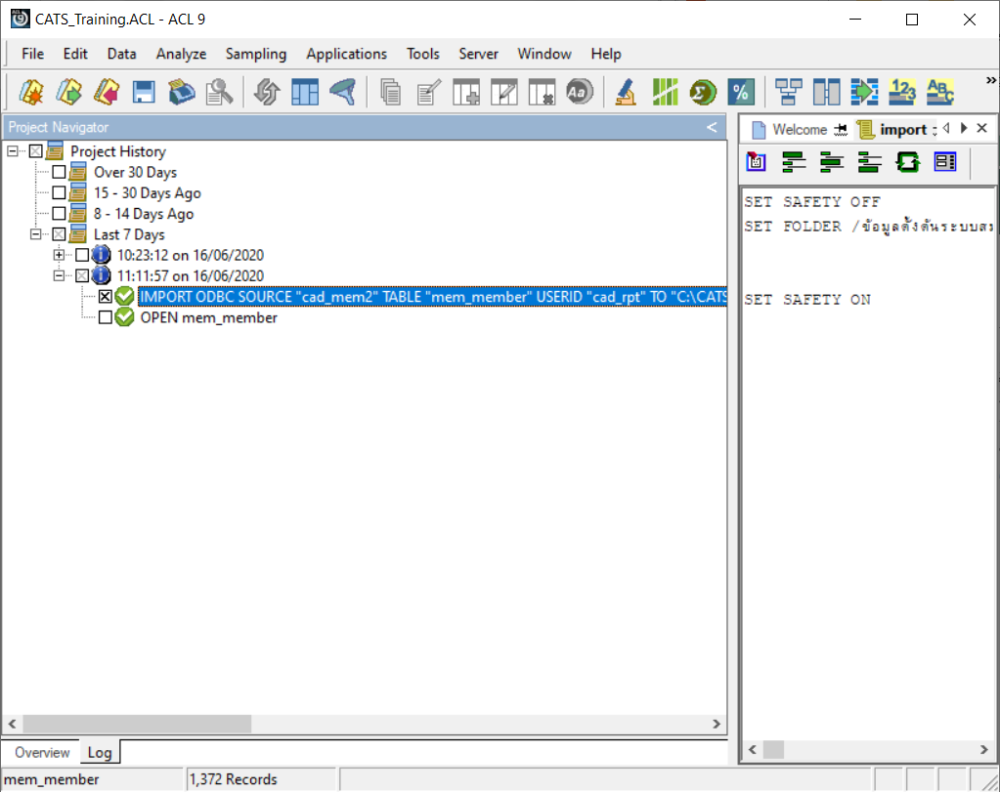 CATS_Training.ACL - ACL 9
File Edit Data Analyze Sampling Applications Tools Server Window Help
Project Navigator
Project History
Over 30 Days
15 - 30 Days Ago
8 - 14 Days Ago
Last 7 Days
10:23:12 on 16/06/2020
11:11:57 on 16/06/2020
IMPORT ODBC SOURCE "cad_mem2" TABLE "mem_member" USERID "cad_rpt" TO "C:\CATS
OPEN mem_member
Welcome
import
SET SAFETY OFF
SET FOLDER /ข้อมูลตั้งต้นระบบสง
SET SAFETY ON
Overview Log
mem_member
1,372 Records